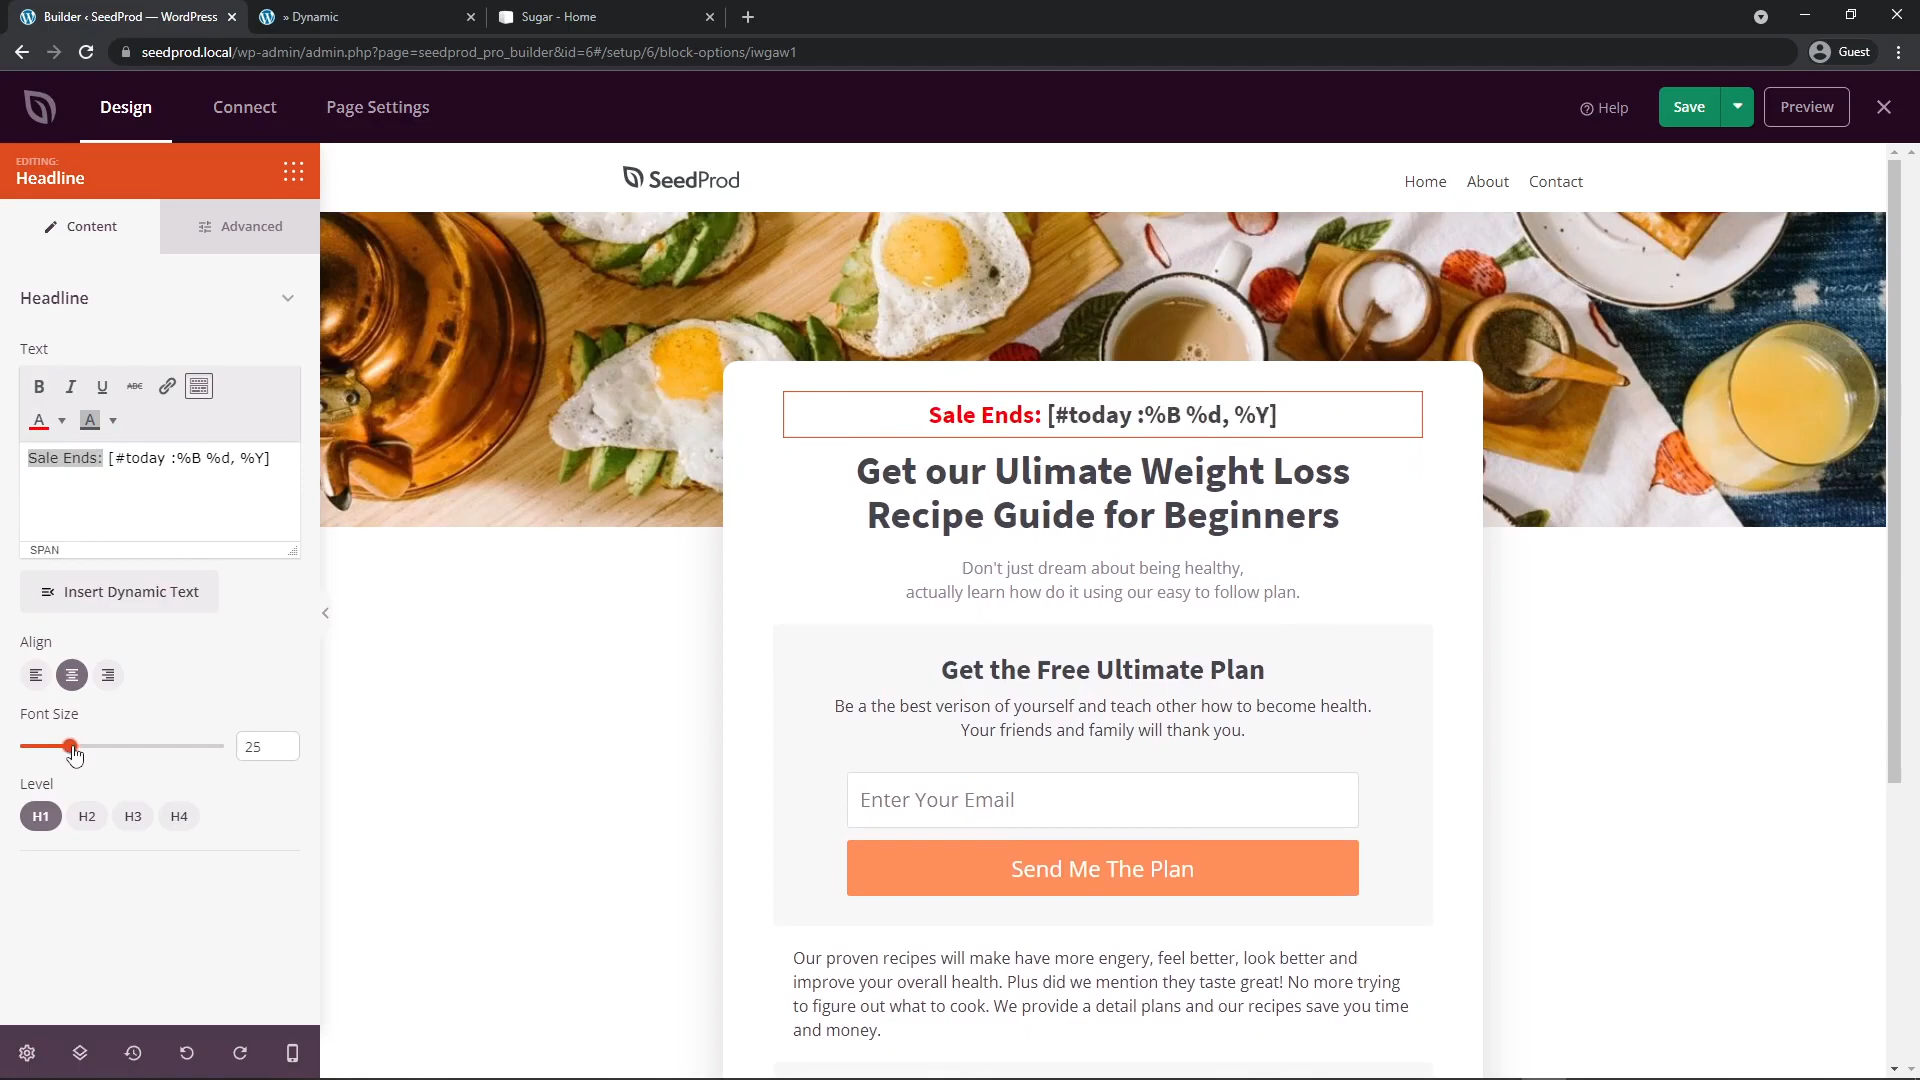 Builder ‹ SeedProd — WordPress
» Dynamic
Sugar - Home
seedprod.local/wp-admin/admin.php?page=seedprod_pro_builder&id=6#/setup/6/block-options/iwgaw1
Guest
Design
Connect
Page Settings
Help
Save
Preview
EDITING:
Headline
Content
Advanced
Headline
Text
B I U ABC
A A
Sale Ends: [#today :%B %d, %Y]
SPAN
Insert Dynamic Text
Align
Font Size
25
Level
H1 H2 H3 H4
SeedProd
Home About Contact
Sale Ends: [#today :%B %d, %Y]
Get our Ulimate Weight Loss
Recipe Guide for Beginners
Don't just dream about being healthy,
actually learn how do it using our easy to follow plan.
Get the Free Ultimate Plan
Be a the best verison of yourself and teach other how to become health.
Your friends and family will thank you.
Enter Your Email
Send Me The Plan
Our proven recipes will make have more engery, feel better, look better and
improve your overall health. Plus did we mention they taste great! No more trying
to figure out what to cook. We provide a detail plans and our recipes save you time
and money.